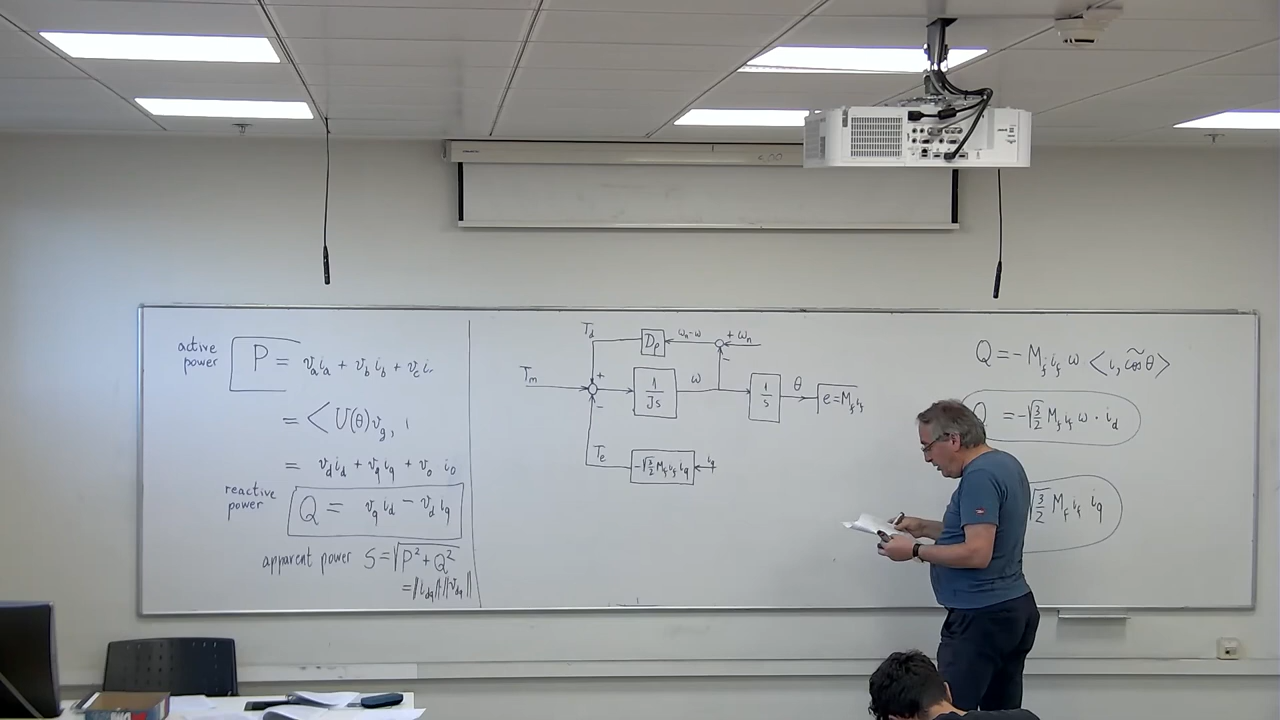 active
power
P = v_a i_a + v_b i_b + v_c i_c
= <U(θ)v_g, i
= v_d i_d + v_q i_q + v_o i_o
reactive
power
Q = v_q i_d − v_d i_q
apparent power S = √P² + Q²
= ‖i_dq‖·‖v_dq‖
T_d
D_p
ω_n−ω
+ ω_n
−
T_m
+
−
1/Js
ω
1/s
θ
e = M_f i_f
T_e
−√3/2 M_f i_f i_q
i_q
Q = −M_f i_f ω <i, cos θ>
Q = −√3/2 M_f i_f ω · i_d
√3/2 M_f i_f i_q